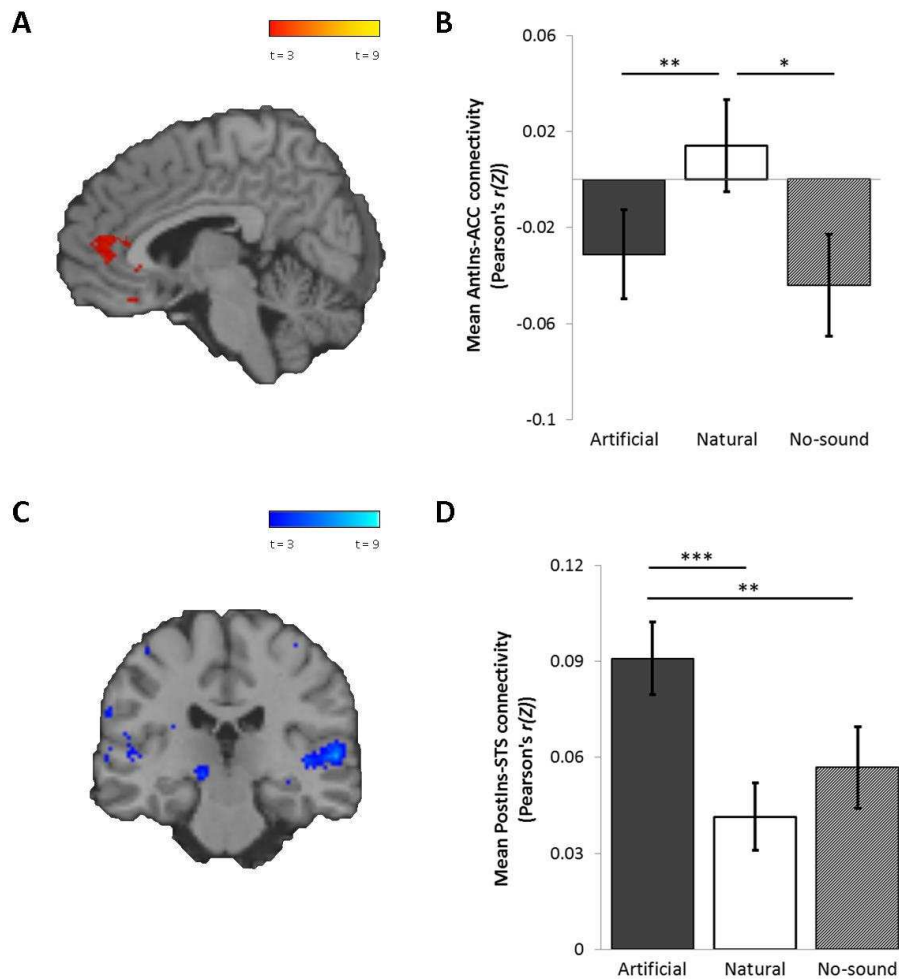 A
t = 3
t = 9
B
Mean AntIns-ACC connectivity
(Pearson's r(Z))
0.06
0.02
-0.02
-0.06
-0.1
**
*
Artificial
Natural
No-sound
C
t = 3
t = 9
D
Mean PostIns-STS connectivity
(Pearson's r(Z))
0.12
0.09
0.06
0.03
0
***
**
Artificial
Natural
No-sound